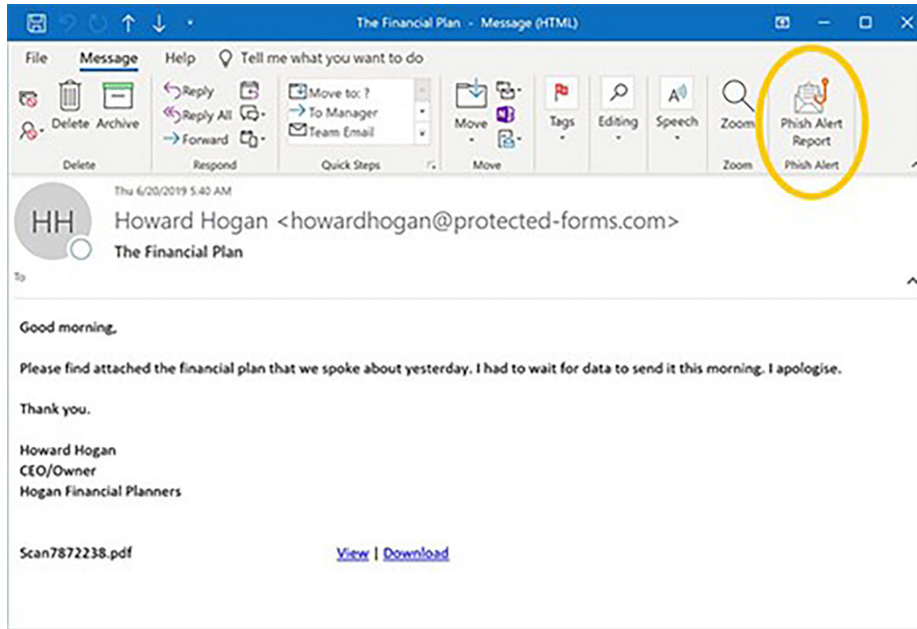 The Financial Plan - Message (HTML)
File Message Help Tell me what you want to do
Delete Archive
Reply
Reply All
Forward
Move to: ?
To Manager
Team Email
Move
Tags
Editing
Speech
Zoom
Phish Alert
Report
Delete Respond Quick Steps Move Zoom Phish Alert
Thu 6/20/2019 5:40 AM
HH
Howard Hogan <howardhogan@protected-forms.com>
The Financial Plan
To
Good morning,
Please find attached the financial plan that we spoke about yesterday. I had to wait for data to send it this morning. I apologise.
Thank you.
Howard Hogan
CEO/Owner
Hogan Financial Planners
Scan7872238.pdf View | Download